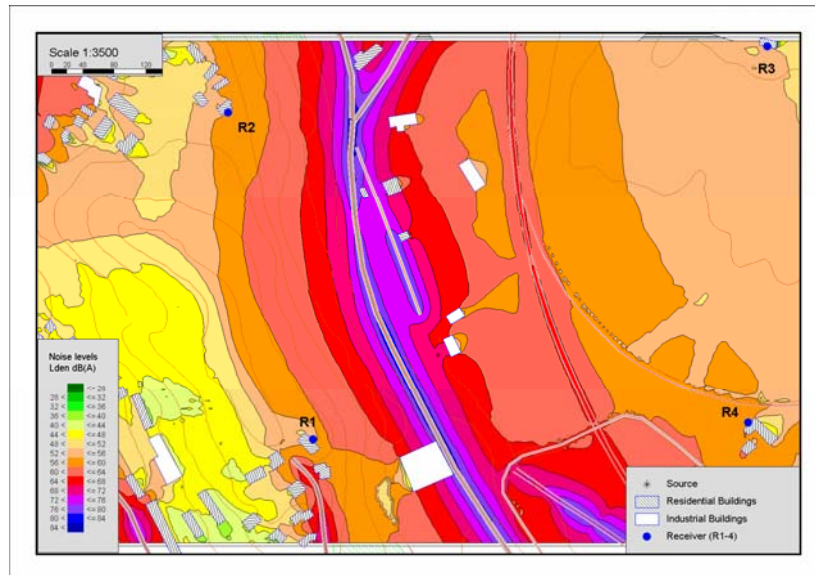 Scale 1:3500
0 20 40 80 120
R3
R2
R1
R4
Noise levels
Lden dB(A)
<= 28
28 < <= 32
32 < <= 36
36 < <= 40
40 < <= 44
44 < <= 48
48 < <= 52
52 < <= 56
56 < <= 60
60 < <= 64
64 < <= 68
68 < <= 72
72 < <= 76
76 < <= 80
80 < <= 84
84 <
Source
Residential Buildings
Industrial Buildings
Receiver (R1-4)